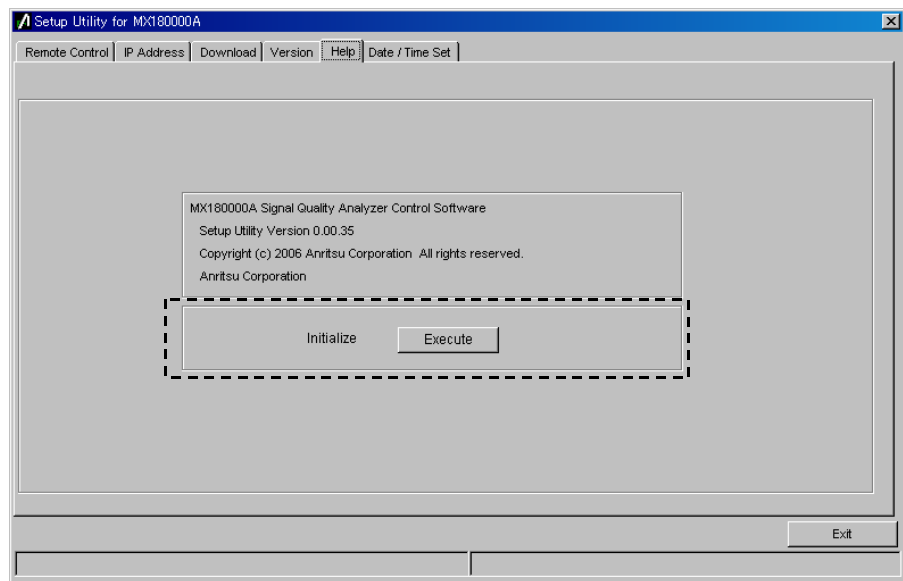 Setup Utility for MX180000A
Remote Control IP Address Download Version Help Date / Time Set
MX180000A Signal Quality Analyzer Control Software
Setup Utility Version 0.00.35
Copyright (c) 2006 Anritsu Corporation All rights reserved.
Anritsu Corporation
Initialize Execute
Exit